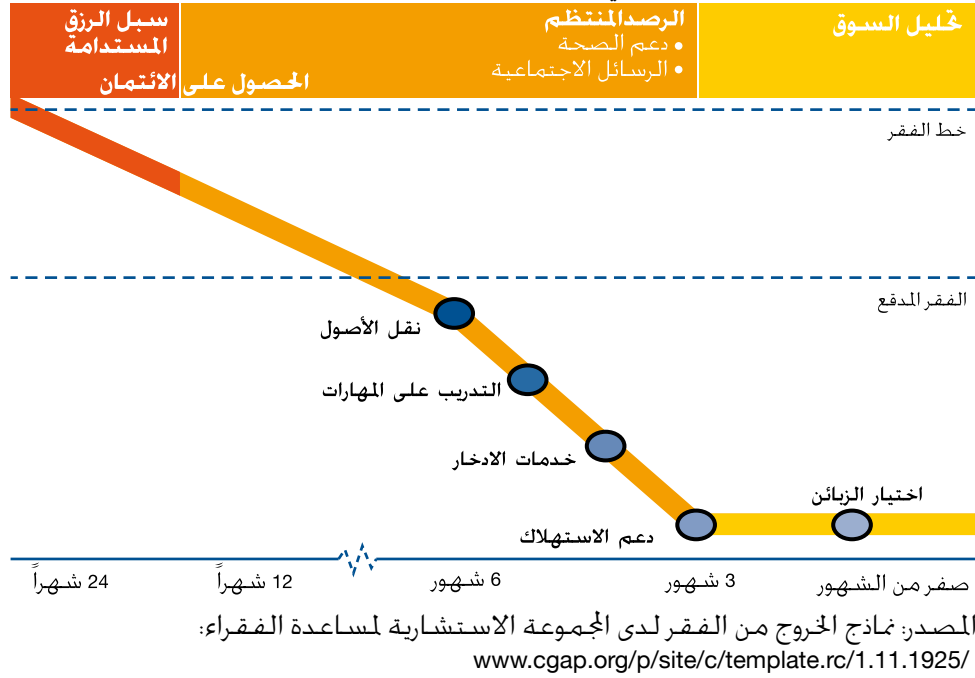 تحليل السوق
الرصدالمنتظم
• دعم الصحة
• الرسائل الاجتماعية
سبل الرزق
المستدامة
الحصول على الائتمان
خط الفقر
الفقر المدقع
نقل الأصول
التدريب على المهارات
خدمات الادخار
اختيار الزبائن
دعم الاستهلاك
صفر من الشهور
3 شهور
6 شهور
12 شهراً
24 شهراً
المصدر: نماذج الخروج من الفقر لدى المجموعة الاستشارية لمساعدة الفقراء:
www.cgap.org/p/site/c/template.rc/1.11.1925/